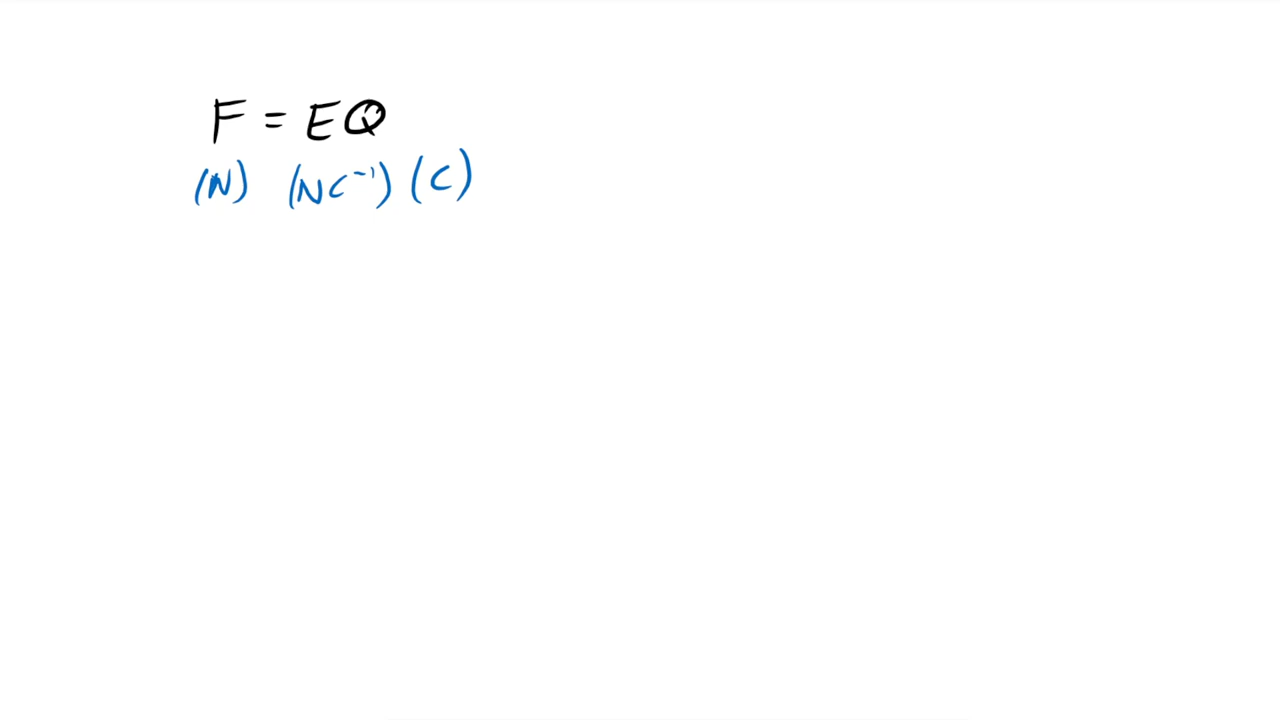 F = EQ
(N) (NC⁻¹) (C)